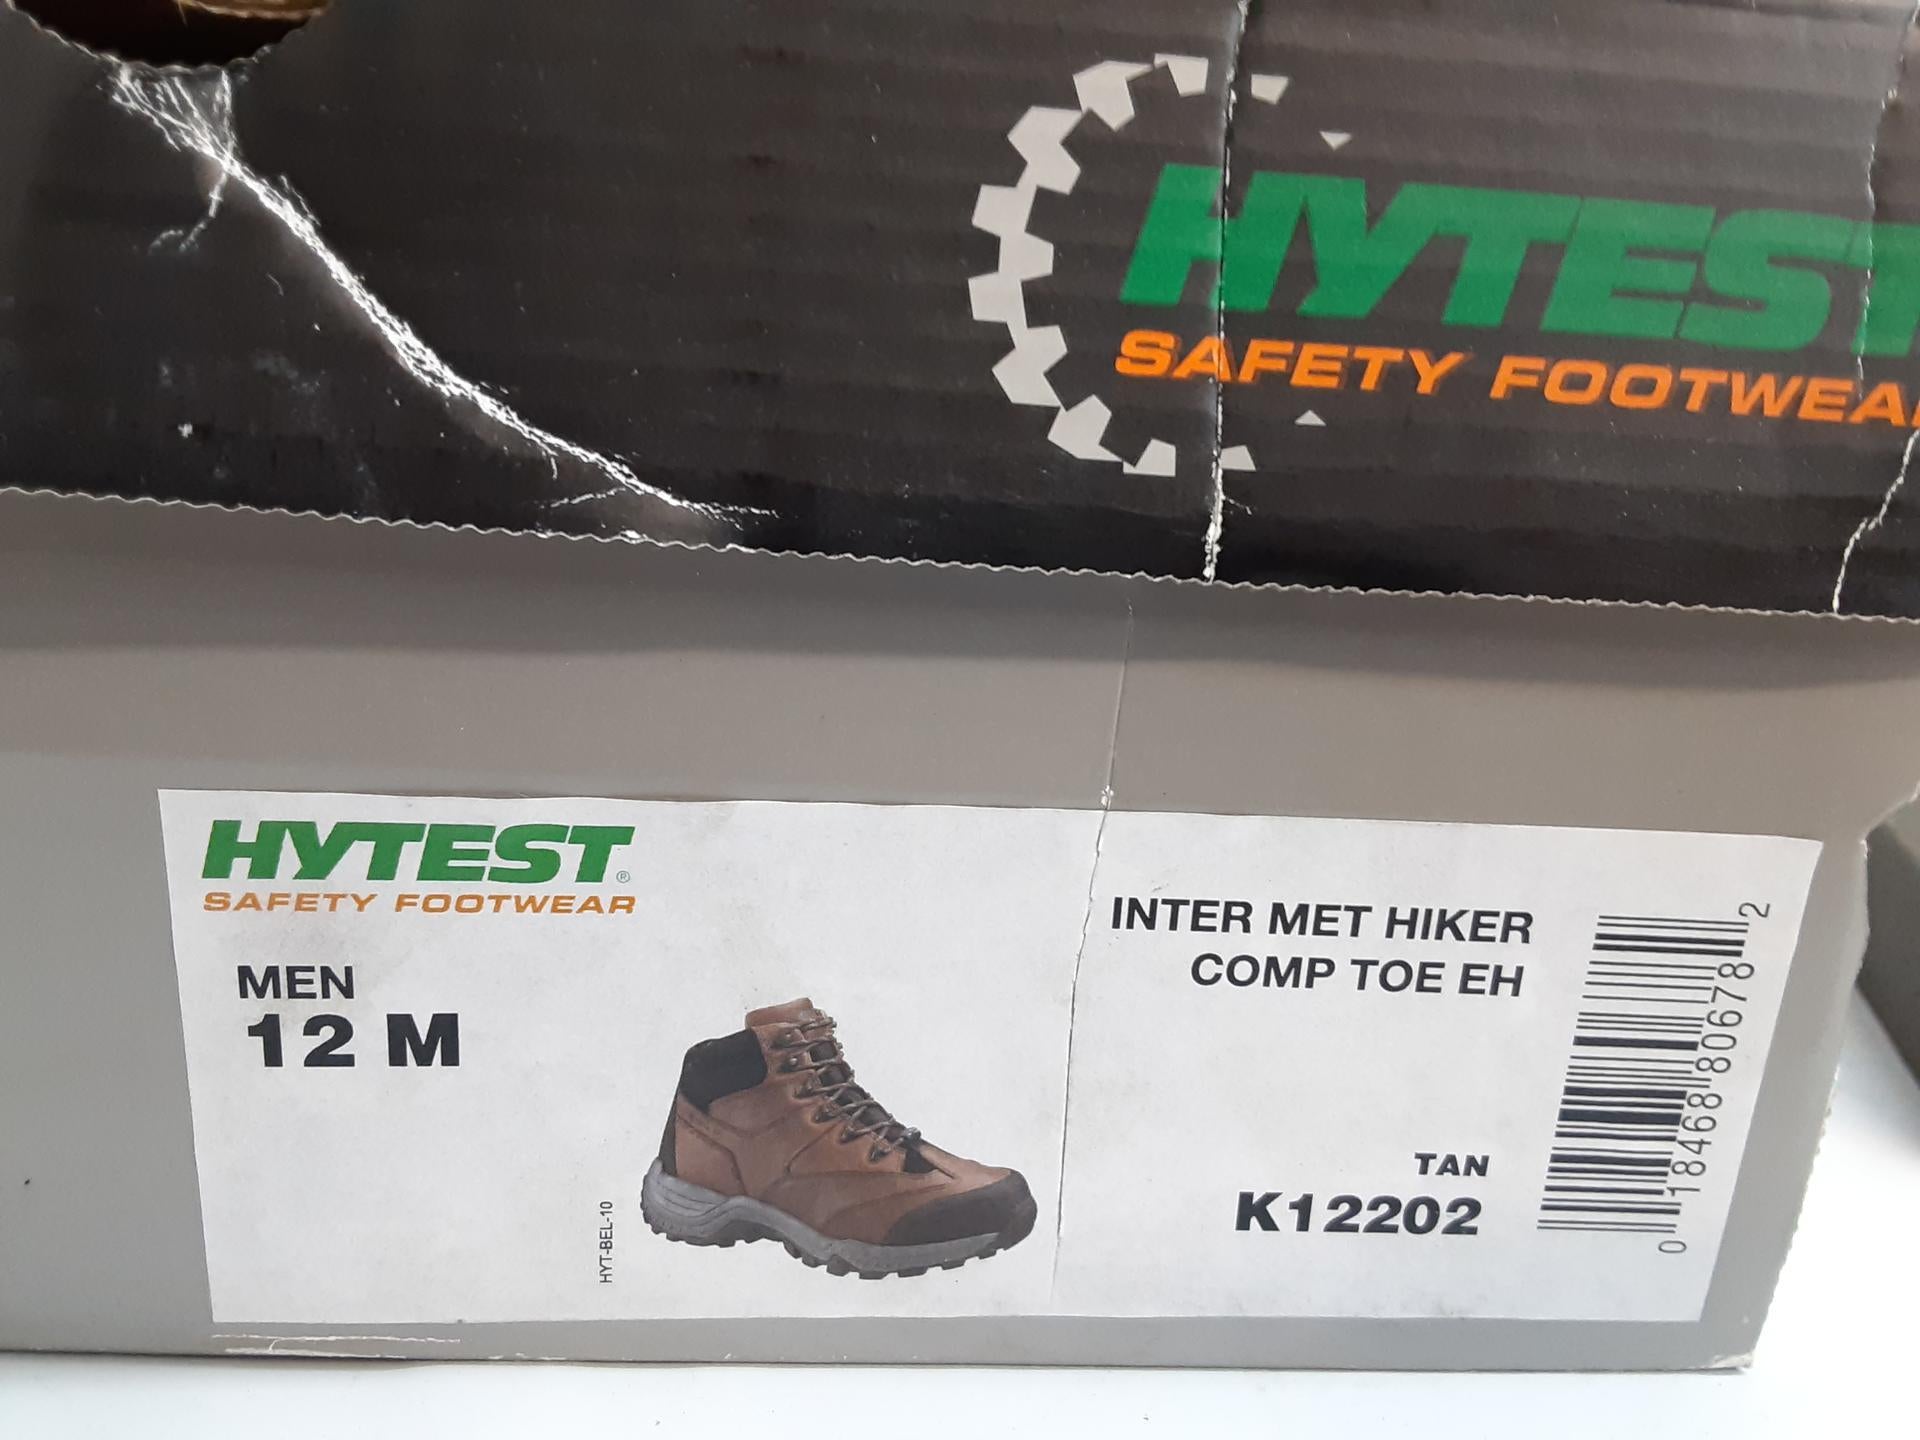 HYTEST
SAFETY FOOTWEA
HYTEST®
SAFETY FOOTWEAR
MEN
12 M
HYT-BEL-10
INTER MET HIKER
COMP TOE EH
TAN
K12202
0 18468 80678 2